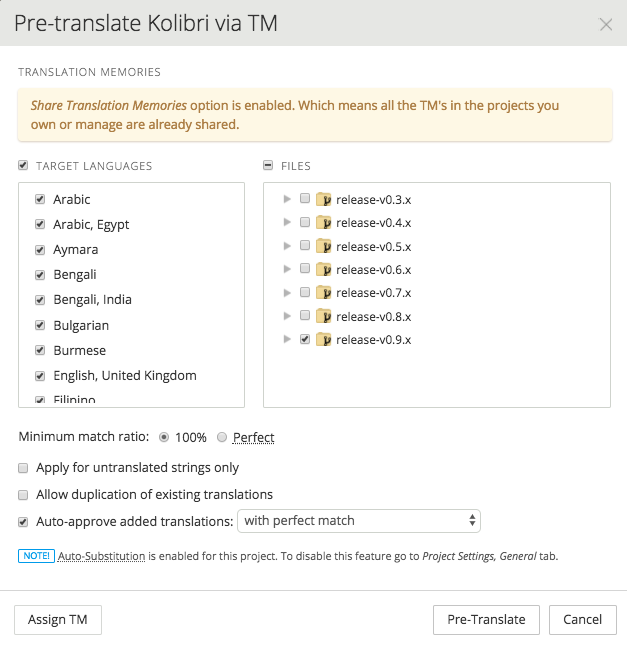 Pre-translate Kolibri via TM
TRANSLATION MEMORIES
Share Translation Memories option is enabled. Which means all the TM's in the projects you
own or manage are already shared.
TARGET LANGUAGES
Arabic
Arabic, Egypt
Aymara
Bengali
Bengali, India
Bulgarian
Burmese
English, United Kingdom
Filipino
FILES
release-v0.3.x
release-v0.4.x
release-v0.5.x
release-v0.6.x
release-v0.7.x
release-v0.8.x
release-v0.9.x
Minimum match ratio: 100% Perfect
Apply for untranslated strings only
Allow duplication of existing translations
Auto-approve added translations: with perfect match
NOTE! Auto-Substitution is enabled for this project. To disable this feature go to Project Settings, General tab.
Assign TM Pre-Translate Cancel